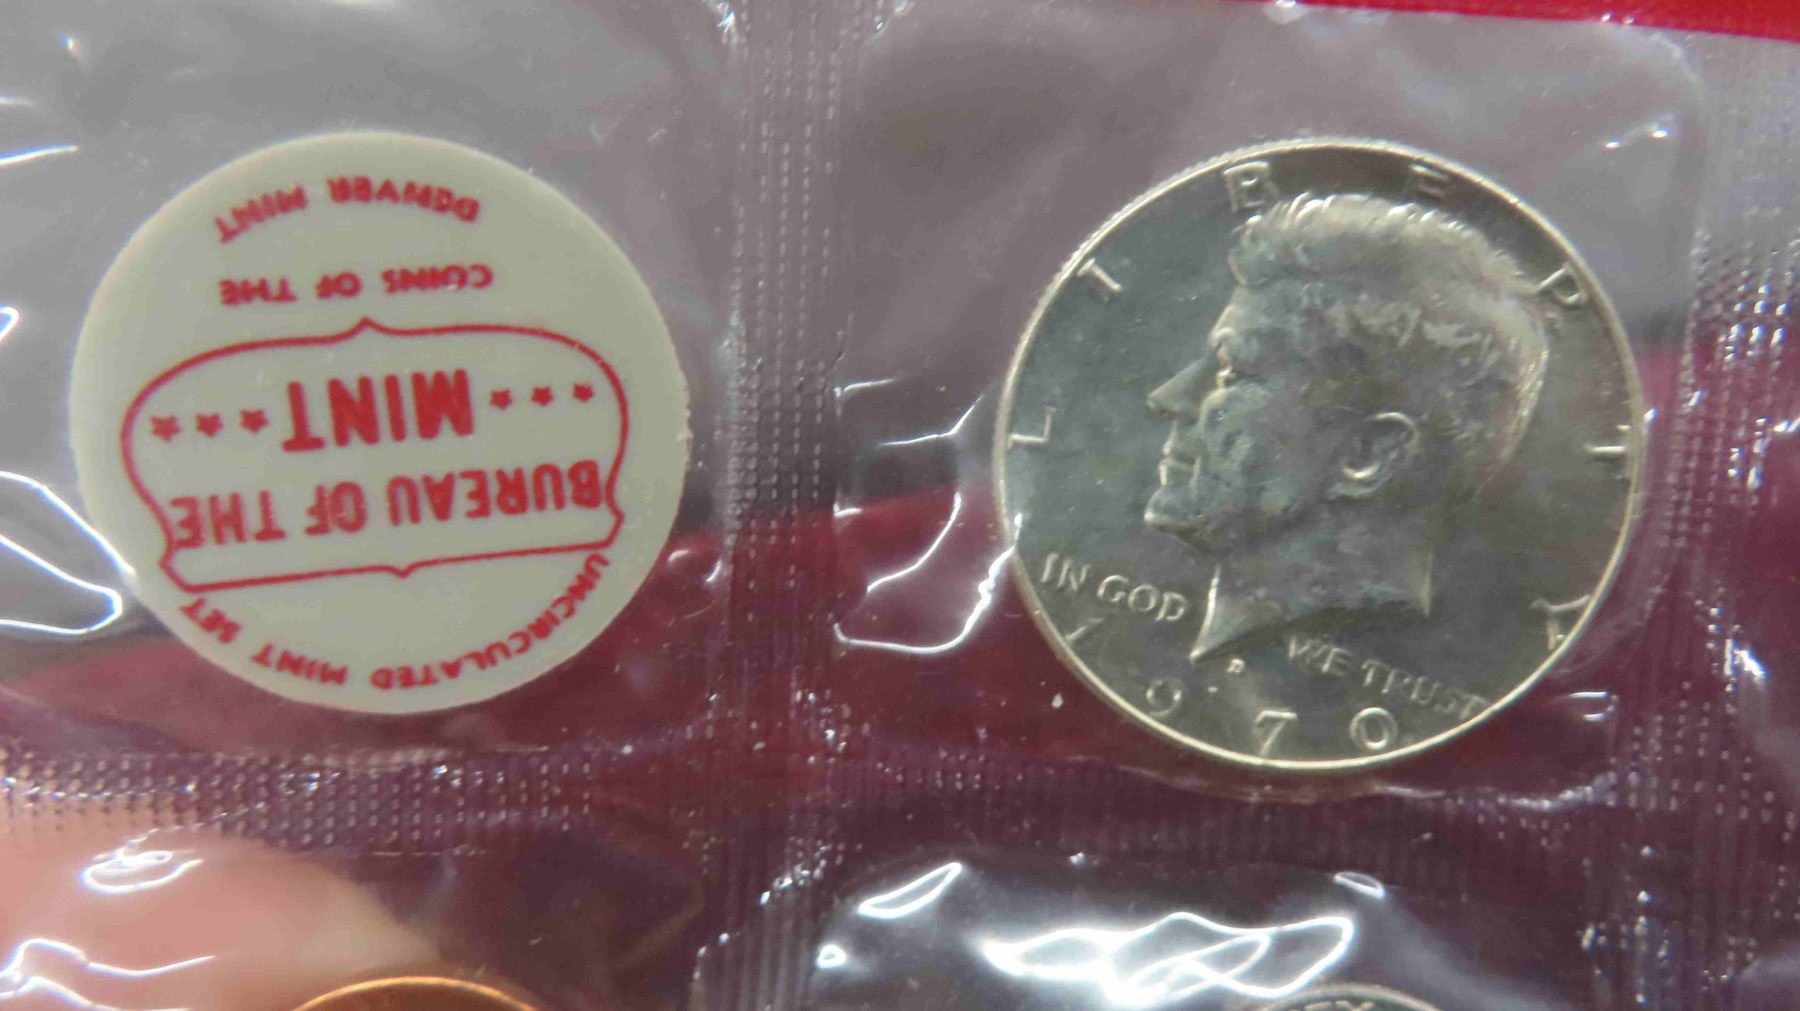 UNCIRCULATED MINT SET
BUREAU OF THE
*** MINT ****
COINS OF THE
DENVER MINT
LIBERTY
IN GOD WE TRUST
D
1970